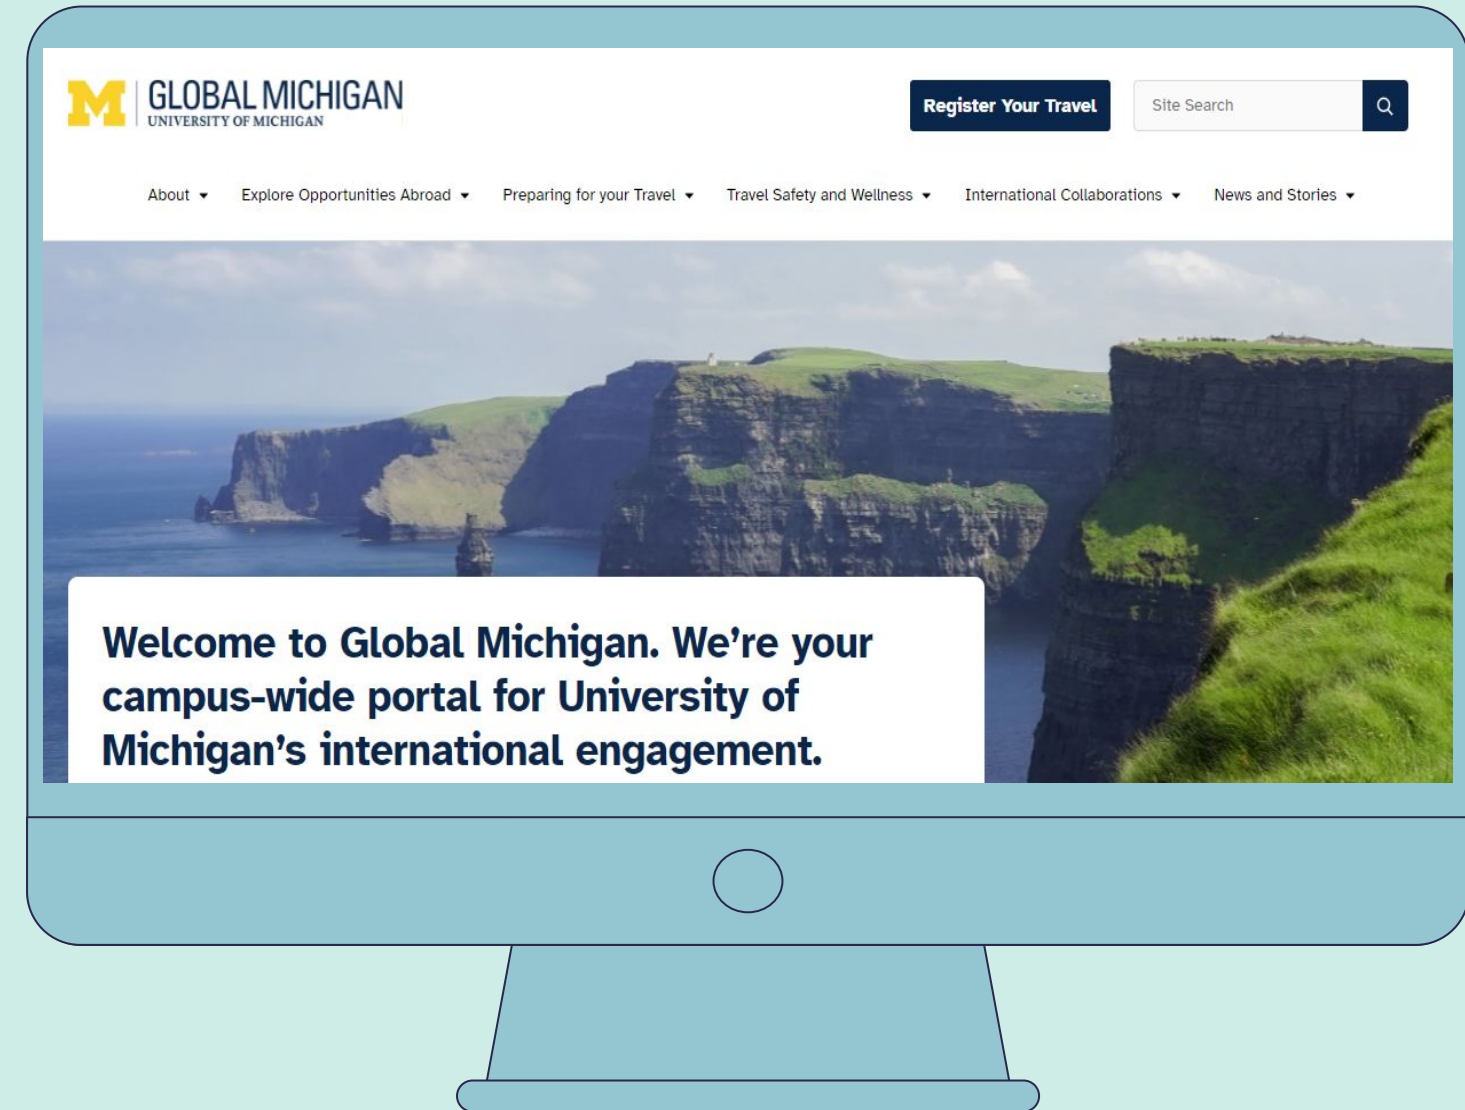 M
GLOBAL MICHIGAN
UNIVERSITY OF MICHIGAN
Register Your Travel
Site Search
About
Explore Opportunities Abroad
Preparing for your Travel
Travel Safety and Wellness
International Collaborations
News and Stories
Welcome to Global Michigan. We’re your
campus-wide portal for University of
Michigan’s international engagement.